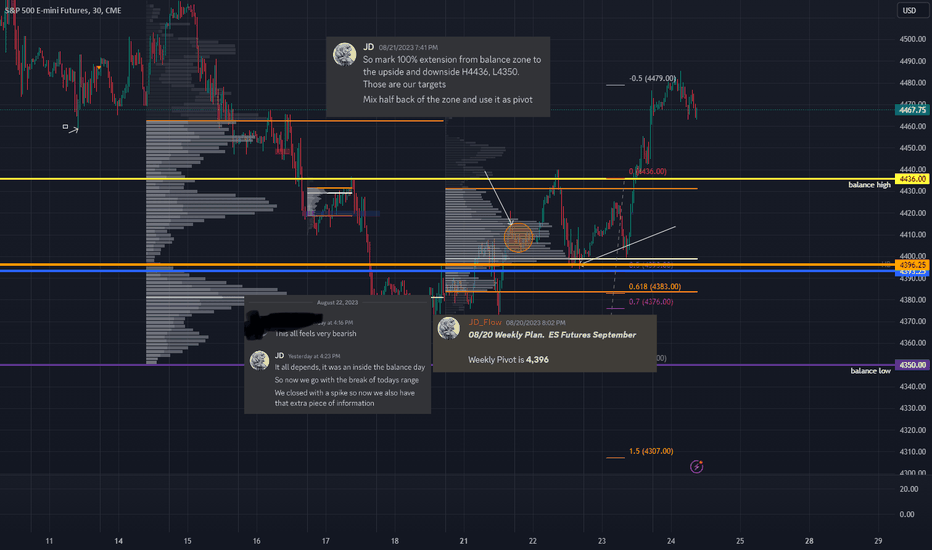 S&P 500 E-mini Futures, 30, CME
USD
JD 08/21/2023 7:41 PM
So mark 100% extension from balance zone to
the upside and downside H4436, L4350.
Those are our targets
Mix half back of the zone and use it as pivot
-0.5 (4479.00)
(4436.00)
0.618 (4383.00)
0.7 (4376.00)
1.5 (4307.00)
balance high
balance low
August 22, 2023
at 4:16 PM
This all feels very bearish
JD Yesterday at 4:23 PM
It all depends, it was an inside the balance day
So now we go with the break of todays range
We closed with a spike so now we also have
that extra piece of information
JD_Flow 08/20/2023 8:02 PM
08/20 Weekly Plan. ES Futures September
Weekly Pivot is 4,396
4500.00
4490.00
4480.00
4467.75
4460.00
4450.00
4440.00
4436.00
4430.00
4420.00
4410.00
4400.00
4396.25
4380.00
4370.00
4360.00
4350.00
4340.00
4330.00
4320.00
4310.00
4300.00
20.00
0.00
11 14 15 16 17 18 21 22 23 24 25 28 29